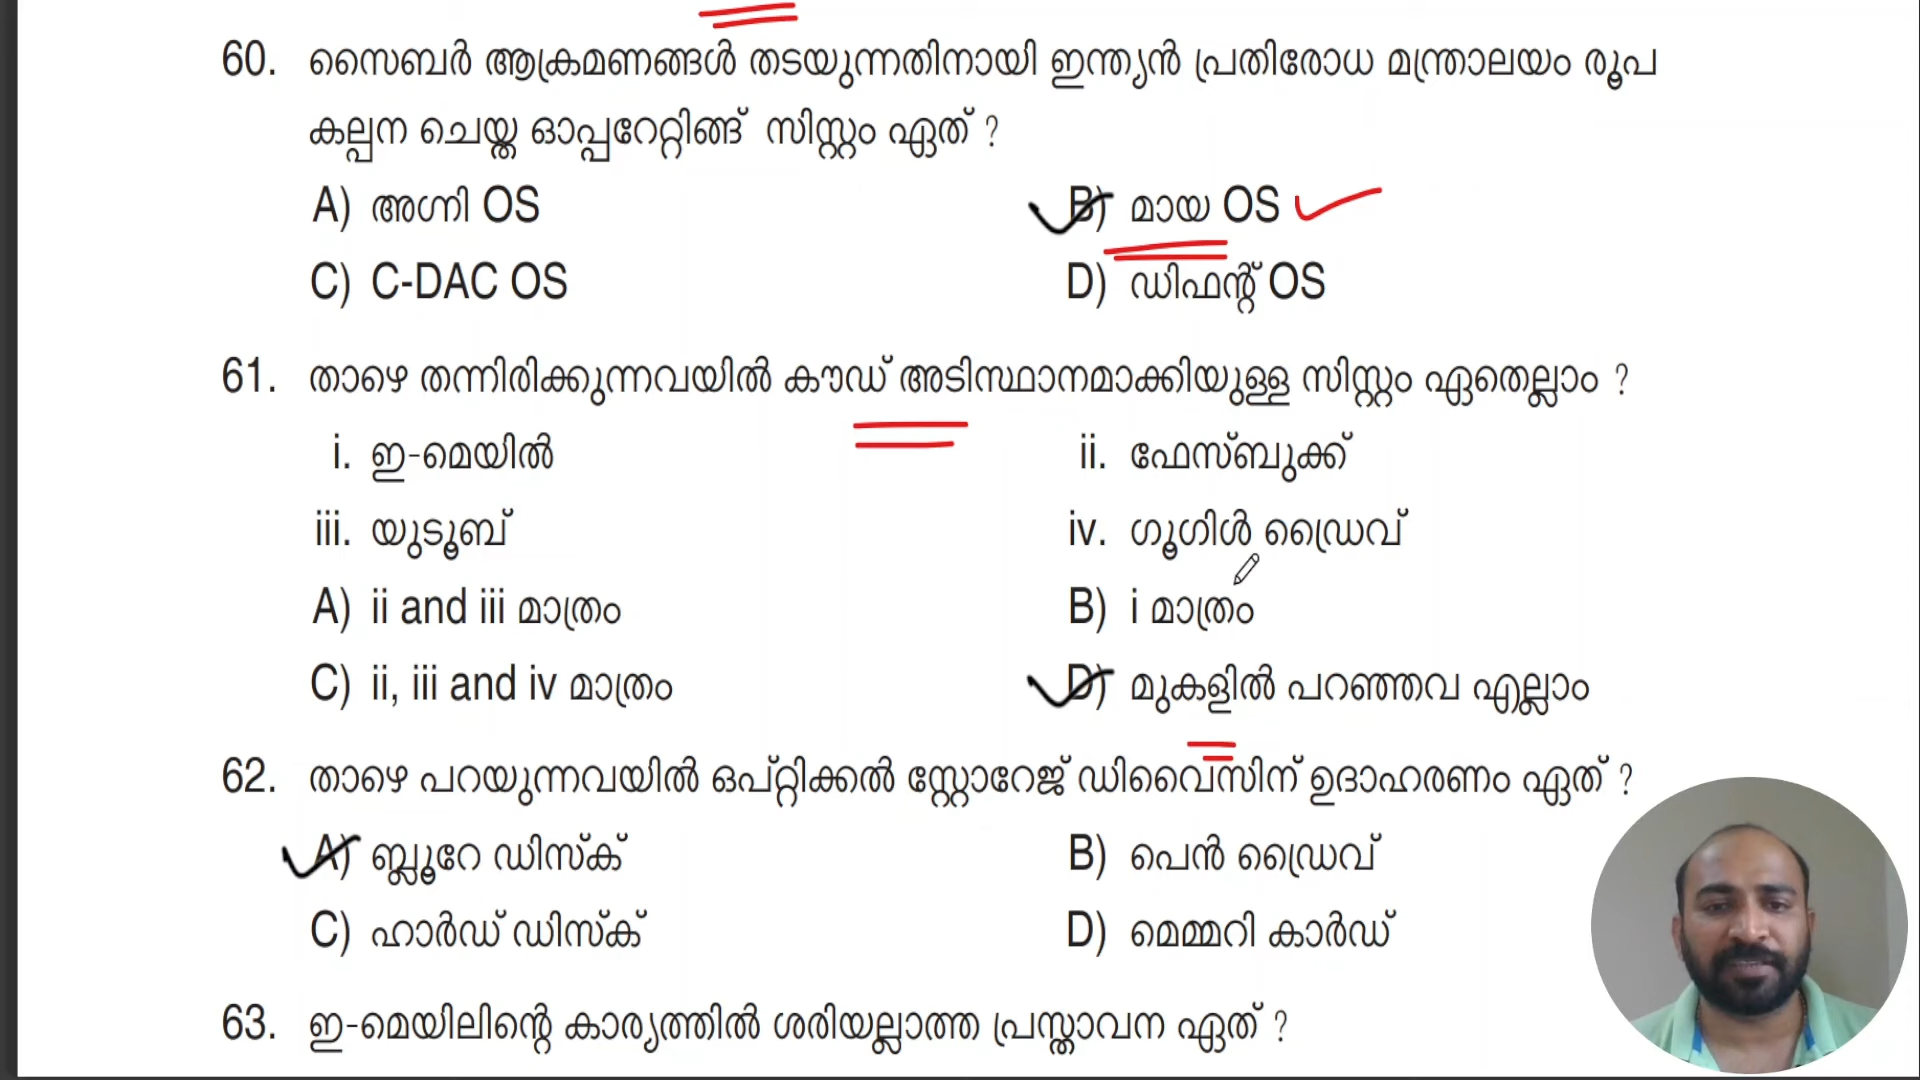 60. സൈബർ ആക്രമണങ്ങൾ തടയുന്നതിനായി ഇന്ത്യൻ പ്രതിരോധ മന്ത്രാലയം രൂപ
കല്പന ചെയ്ത ഓപ്പറേറ്റിങ്ങ് സിസ്റ്റം ഏത് ?
A) അഗ്നി OS B) മായ OS
C) C-DAC OS D) ഡിഫന്റ് OS
61. താഴെ തന്നിരിക്കുന്നവയിൽ കൗഡ് അടിസ്ഥാനമാക്കിയുള്ള സിസ്റ്റം ഏതെല്ലാം ?
i. ഇ-മെയിൽ ii. ഫേസ്ബുക്ക്
iii. യുടൂബ് iv. ഗൂഗിൾ ഡ്രൈവ്
A) ii and iii മാത്രം B) i മാത്രം
C) ii, iii and iv മാത്രം D) മുകളിൽ പറഞ്ഞവ എല്ലാം
62. താഴെ പറയുന്നവയിൽ ഒപ്റ്റിക്കൽ സ്റ്റോറേജ് ഡിവൈസിന് ഉദാഹരണം ഏത് ?
A) ബ്ലൂറേ ഡിസ്ക് B) പെൻ ഡ്രൈവ്
C) ഹാർഡ് ഡിസ്ക് D) മെമ്മറി കാർഡ്
63. ഇ-മെയിലിന്റെ കാര്യത്തിൽ ശരിയല്ലാത്ത പ്രസ്താവന ഏത് ?